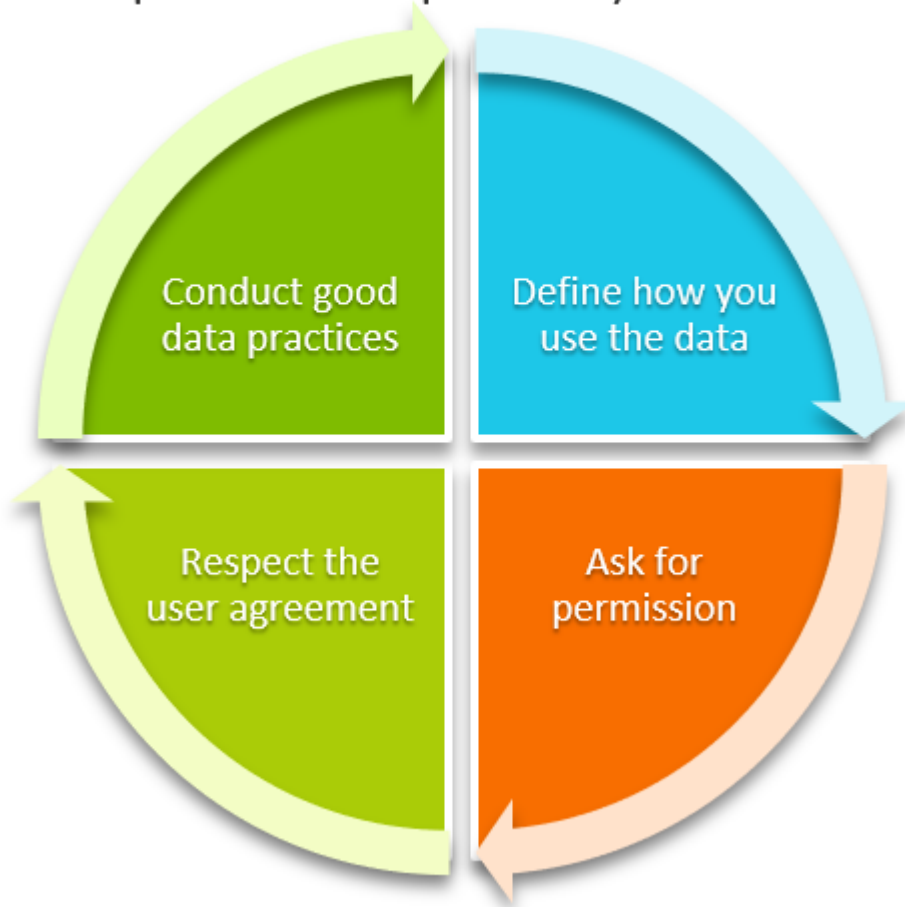 Conduct good
data practices
Define how you
use the data
Respect the
user agreement
Ask for
permission